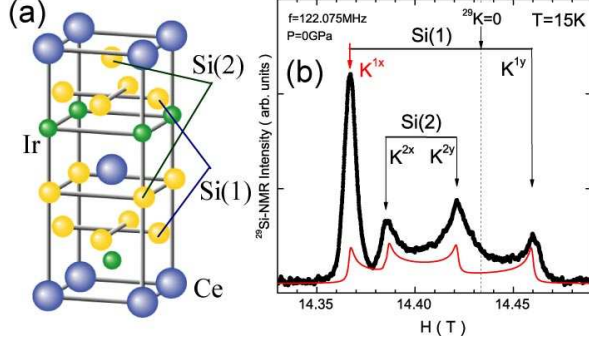 (a)
Si(2)
Ir
Si(1)
Ce
f=122.075MHz
P=0GPa
²⁹K=0
T=15K
Si(1)
(b)
K¹ˣ
K¹ʸ
Si(2)
K²ˣ
K²ʸ
²⁹Si-NMR Intensity ( arb. units)
14.35
14.40
14.45
H ( T )